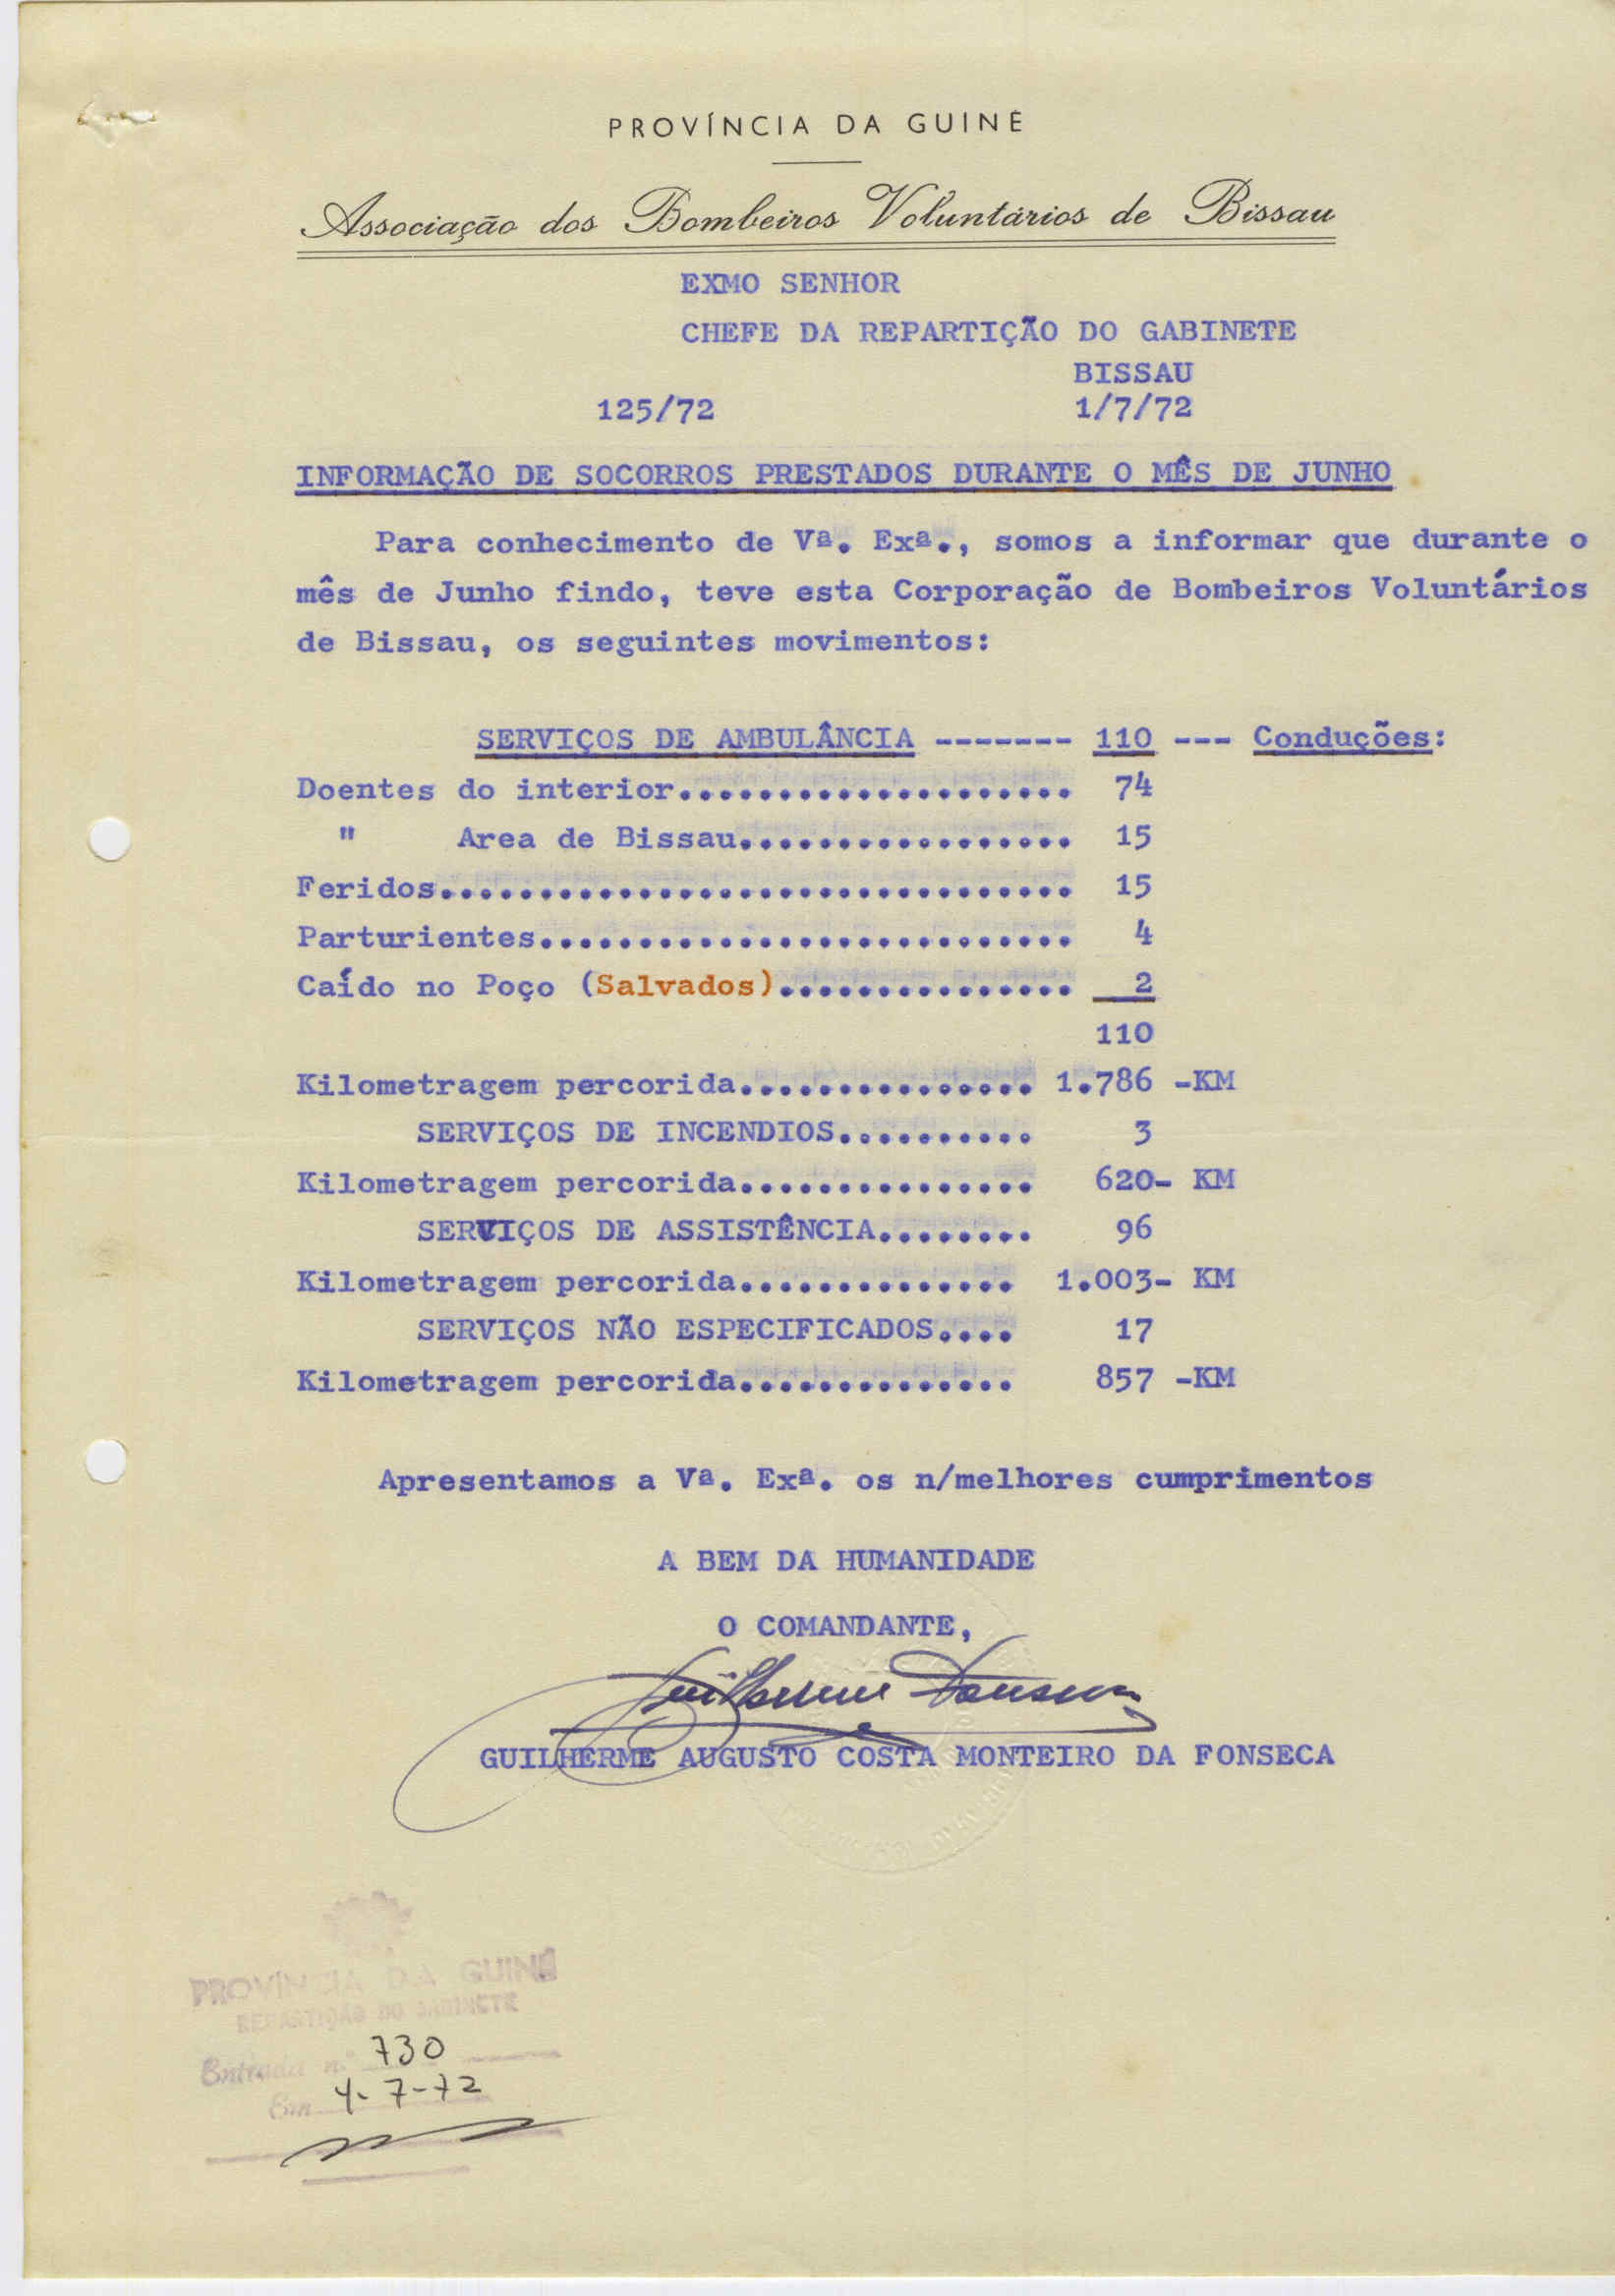 PROVÍNCIA DA GUINÉ
Associação dos Bombeiros Voluntários de Bissau
EXMO SENHOR
CHEFE DA REPARTIÇÃO DO GABINETE
BISSAU
125/72 1/7/72
INFORMAÇÃO DE SOCORROS PRESTADOS DURANTE O MÊS DE JUNHO
Para conhecimento de Vª. Exª., somos a informar que durante o
mês de Junho findo, teve esta Corporação de Bombeiros Voluntários
de Bissau, os seguintes movimentos:
SERVIÇOS DE AMBULÂNCIA ------- 110 --- Conduções:
Doentes do interior.................... 74
" Area de Bissau................. 15
Feridos................................ 15
Parturientes........................... 4
Caído no Poço (Salvados)............... 2
110
Kilometragem percorida............... 1.786 -KM
SERVIÇOS DE INCENDIOS.......... 3
Kilometragem percorida............... 620- KM
SERVIÇOS DE ASSISTÊNCIA........ 96
Kilometragem percorida.............. 1.003- KM
SERVIÇOS NÃO ESPECIFICADOS.... 17
Kilometragem percorida.............. 857 -KM
Apresentamos a Vª. Exª. os n/melhores cumprimentos
A BEM DA HUMANIDADE
O COMANDANTE,
Guilherme Fonseca
GUILHERME AUGUSTO COSTA MONTEIRO DA FONSECA
PROVÍNCIA DA GUINÉ
REPARTIÇÃO DO GABINETE
Entrada n.º 730
Em 4-7-72